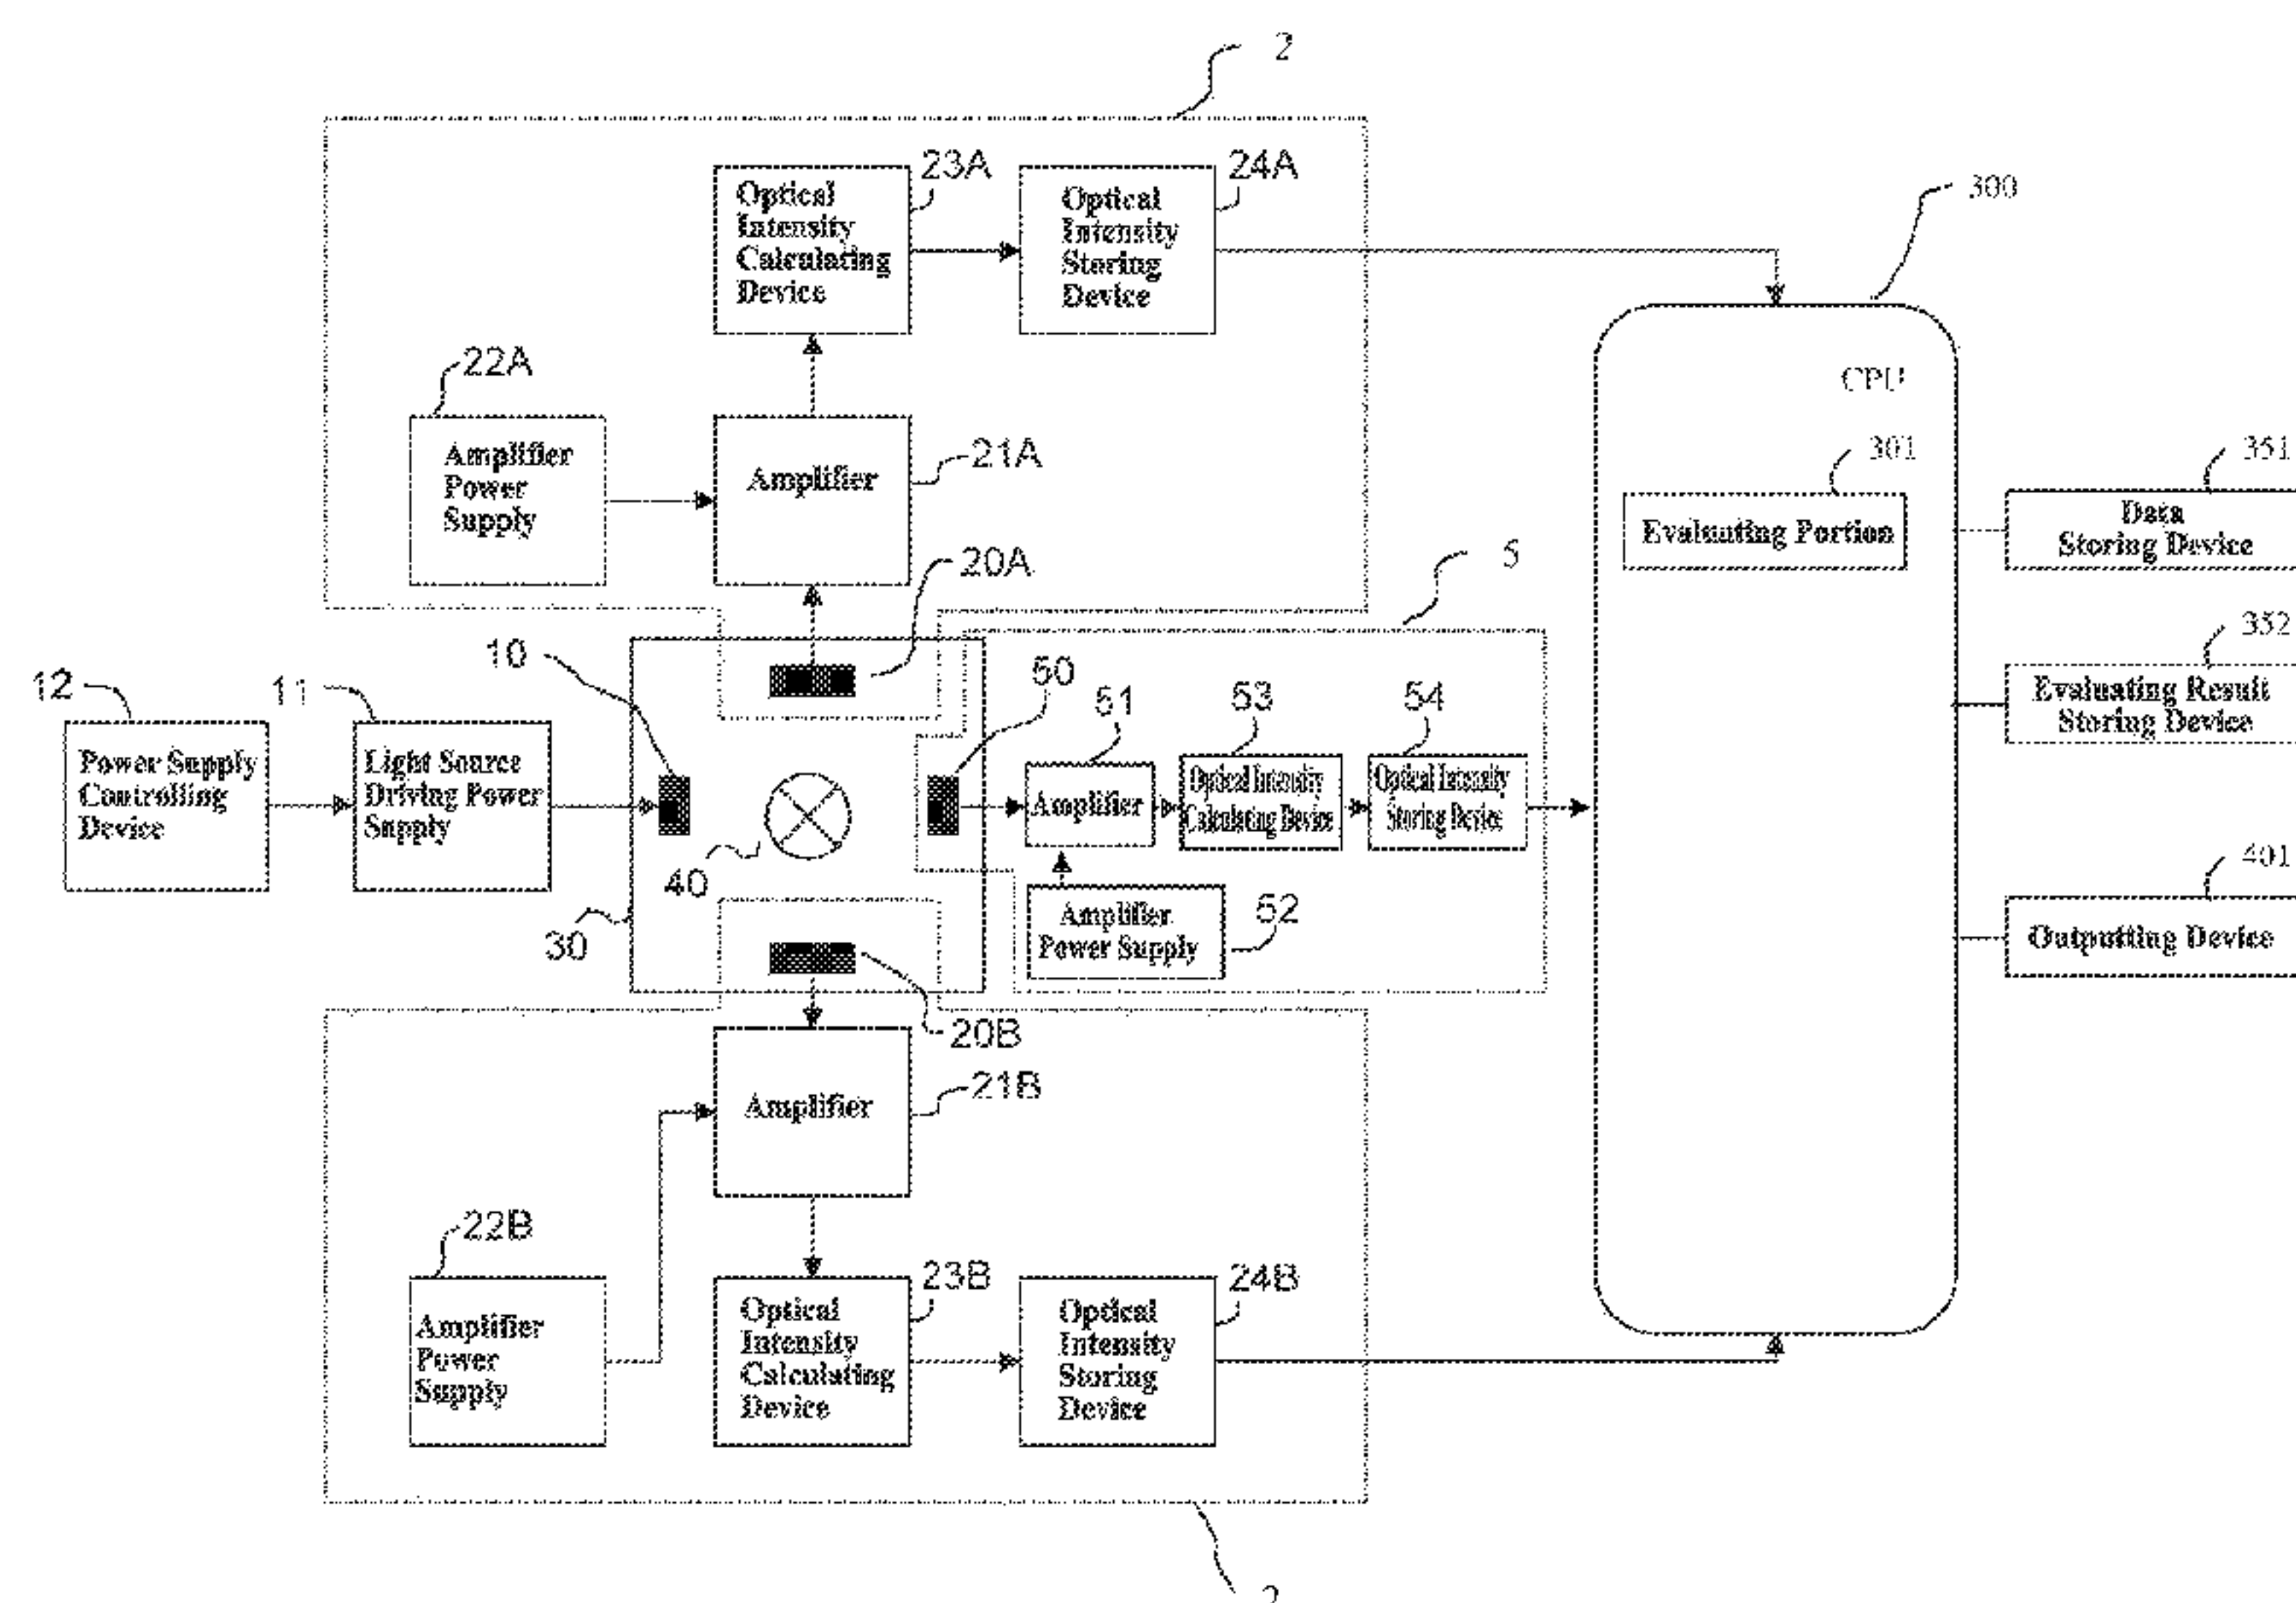 2
23A
Optical
Intensity
Calculating
Device
24A
Optical
Intensity
Storing
Device
300
CPU
22A
Amplifier
Power
Supply
21A
Amplifier
301
Evaluating Portion
351
Data
Storing Device
20A
5
352
Evaluating Result
Storing Device
12
Power Supply
Controlling
Device
11
Light Source
Driving Power
Supply
10
50
51
Amplifier
53
Optical Intensity
Calculating Device
54
Optical Intensity
Storing Device
40
30
52
Amplifier
Power Supply
401
Outputting Device
20B
21B
Amplifier
22B
Amplifier
Power
Supply
23B
Optical
Intensity
Calculating
Device
24B
Optical
Intensity
Storing
Device
2